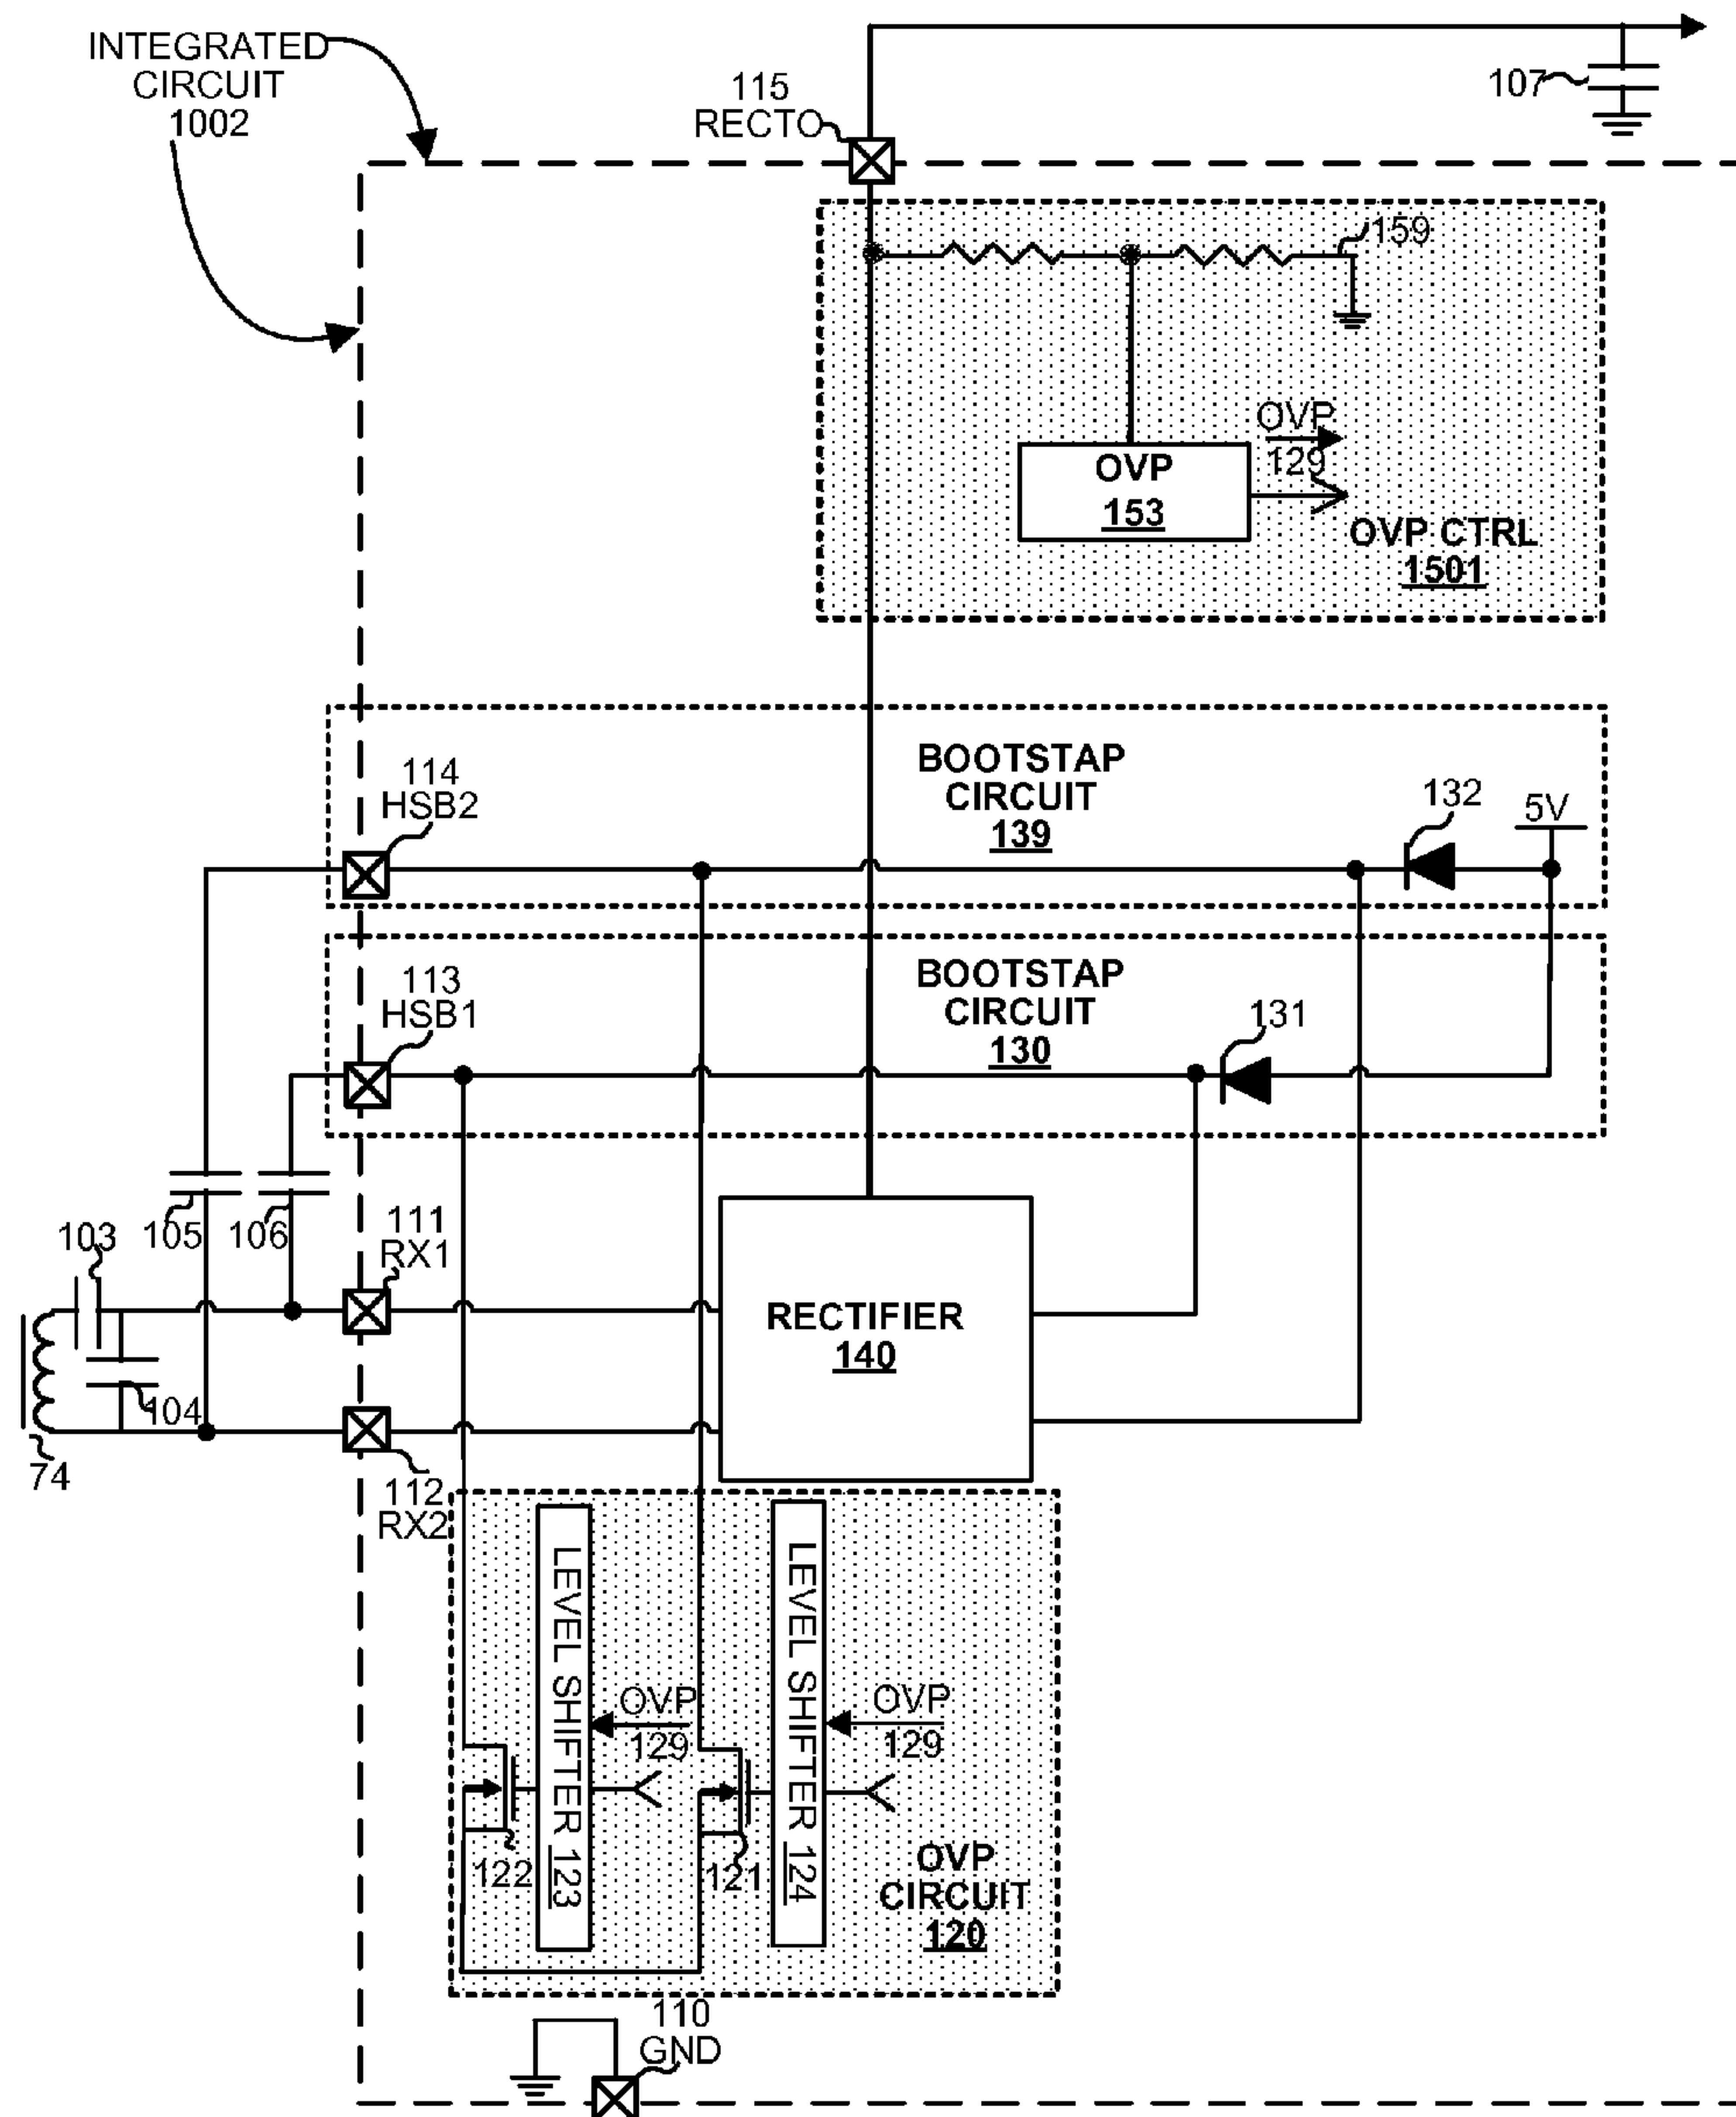 INTEGRATED
CIRCUIT
1002
115
RECTO
107
159
OVP
129
OVP
153
OVP CTRL
1501
BOOTSTAP
CIRCUIT
139
114
HSB2
132
5V
BOOTSTAP
CIRCUIT
130
113
HSB1
131
103
105
106
111
RX1
RECTIFIER
140
104
74
112
RX2
LEVEL SHIFTER 123
LEVEL SHIFTER 124
OVP
129
OVP
129
122
121
OVP
CIRCUIT
120
110
GND